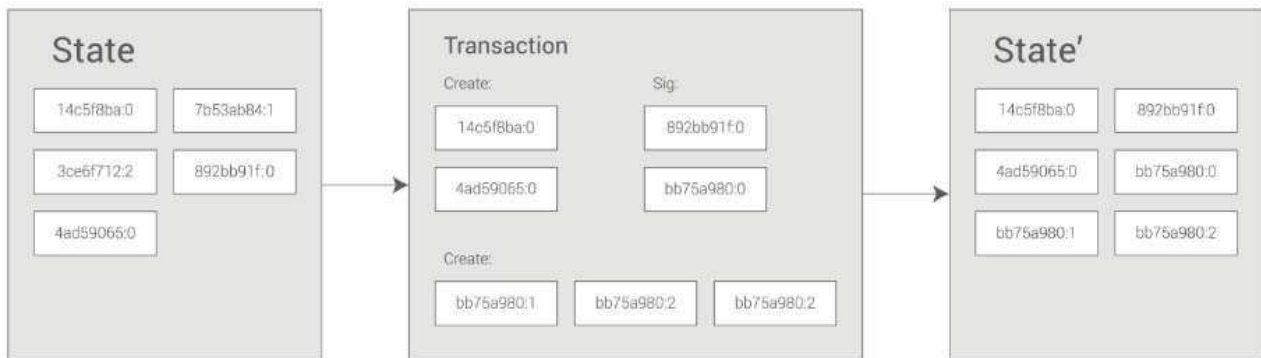 State
14c5f8ba:0 7b53ab84:1
3ce6f712:2 892bb91f:0
4ad59065:0
Transaction
Create: Sig:
14c5f8ba:0 892bb91f:0
4ad59065:0 bb75a980:0
Create:
bb75a980:1 bb75a980:2 bb75a980:2
State’
14c5f8ba:0 892bb91f:0
4ad59065:0 bb75a980:0
bb75a980:1 bb75a980:2